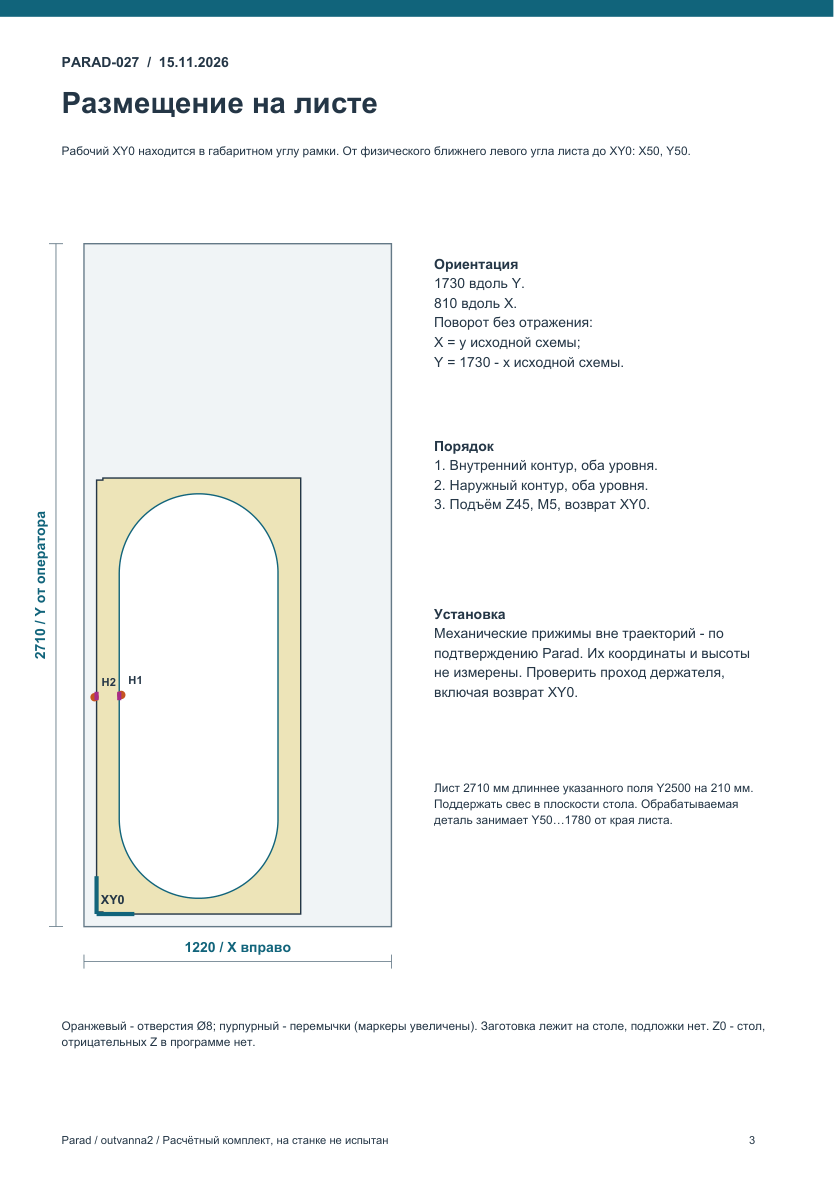 PARAD-027 / 15.11.2026
Размещение на листе
Рабочий XY0 находится в габаритном углу рамки. От физического ближнего левого угла листа до XY0: X50, Y50.
2710 / Y от оператора
H2
H1
XY0
1220 / X вправо
Ориентация
1730 вдоль Y.
810 вдоль X.
Поворот без отражения:
X = y исходной схемы;
Y = 1730 - x исходной схемы.
Порядок
1. Внутренний контур, оба уровня.
2. Наружный контур, оба уровня.
3. Подъём Z45, M5, возврат XY0.
Установка
Механические прижимы вне траекторий - по
подтверждению Parad. Их координаты и высоты
не измерены. Проверить проход держателя,
включая возврат XY0.
Лист 2710 мм длиннее указанного поля Y2500 на 210 мм.
Поддержать свес в плоскости стола. Обрабатываемая
деталь занимает Y50…1780 от края листа.
Оранжевый - отверстия Ø8; пурпурный - перемычки (маркеры увеличены). Заготовка лежит на столе, подложки нет. Z0 - стол,
отрицательных Z в программе нет.
Parad / outvanna2 / Расчётный комплект, на станке не испытан
3